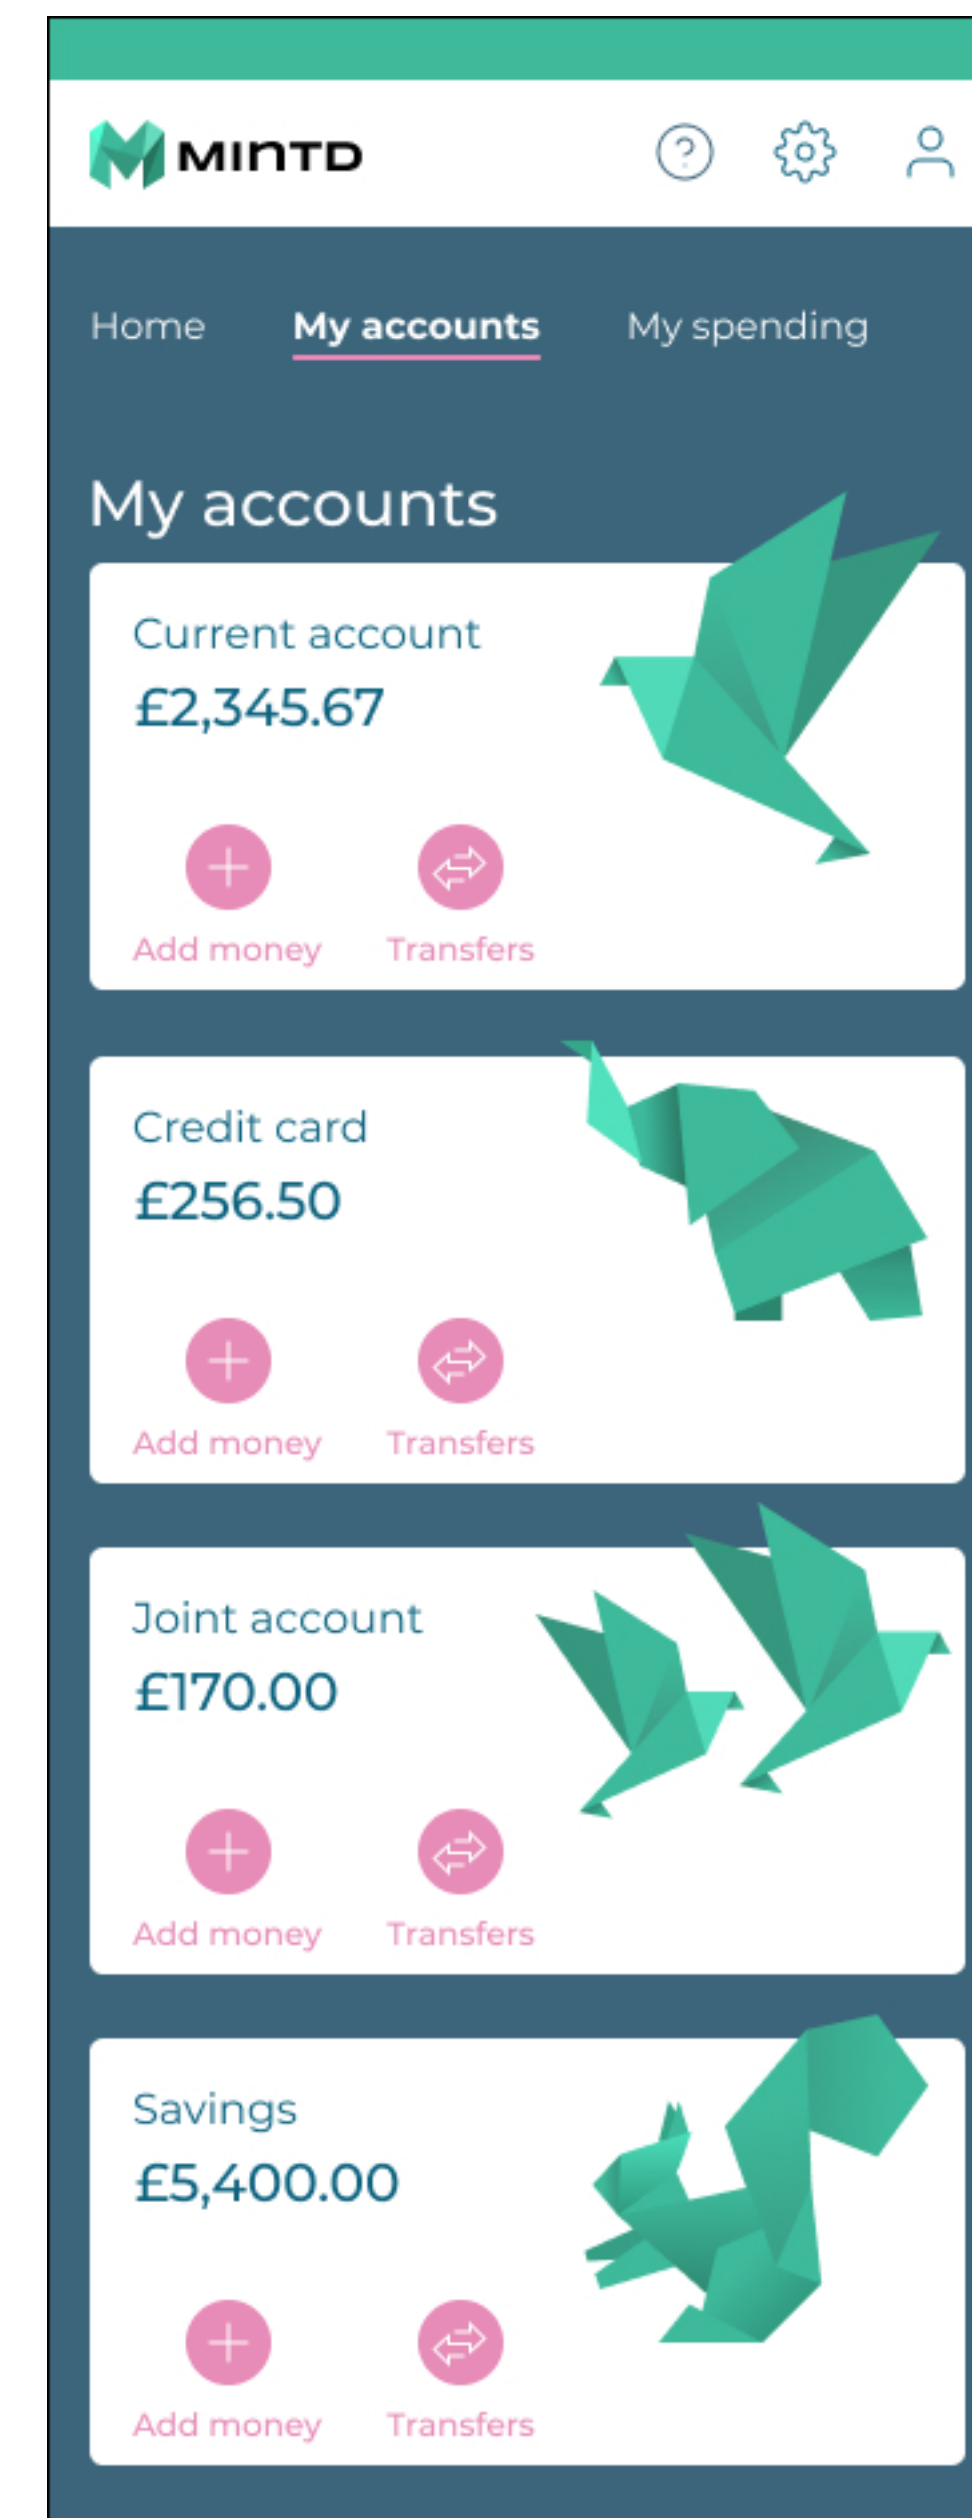 MINTD
Home My accounts My spending
My accounts
Current account
£2,345.67
Add money Transfers
Credit card
£256.50
Add money Transfers
Joint account
£170.00
Add money Transfers
Savings
£5,400.00
Add money Transfers